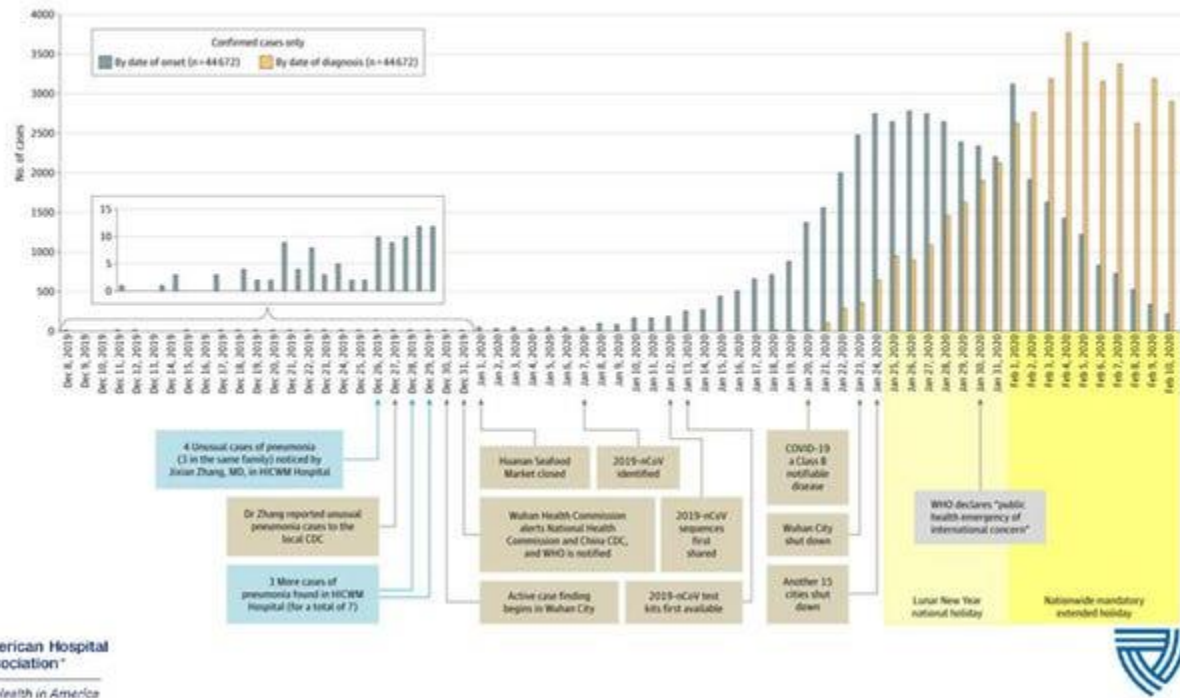 4000
3500
3000
2500
2000
1500
1000
500
0
No. of cases
Confirmed cases only
By date of onset (n=44672)
By date of diagnosis (n=44672)
15
10
5
0
Dec 8, 2019
Dec 9, 2019
Dec 10, 2019
Dec 11, 2019
Dec 12, 2019
Dec 13, 2019
Dec 14, 2019
Dec 15, 2019
Dec 16, 2019
Dec 17, 2019
Dec 18, 2019
Dec 19, 2019
Dec 20, 2019
Dec 21, 2019
Dec 22, 2019
Dec 23, 2019
Dec 24, 2019
Dec 25, 2019
Dec 26, 2019
Dec 27, 2019
Dec 28, 2019
Dec 29, 2019
Dec 30, 2019
Dec 31, 2019
Jan 1, 2020
Jan 2, 2020
Jan 3, 2020
Jan 4, 2020
Jan 5, 2020
Jan 6, 2020
Jan 7, 2020
Jan 8, 2020
Jan 9, 2020
Jan 10, 2020
Jan 11, 2020
Jan 12, 2020
Jan 13, 2020
Jan 14, 2020
Jan 15, 2020
Jan 16, 2020
Jan 17, 2020
Jan 18, 2020
Jan 19, 2020
Jan 20, 2020
Jan 21, 2020
Jan 22, 2020
Jan 23, 2020
Jan 24, 2020
Jan 25, 2020
Jan 26, 2020
Jan 27, 2020
Jan 28, 2020
Jan 29, 2020
Jan 30, 2020
Jan 31, 2020
Feb 1, 2020
Feb 2, 2020
Feb 3, 2020
Feb 4, 2020
Feb 5, 2020
Feb 6, 2020
Feb 7, 2020
Feb 8, 2020
Feb 9, 2020
Feb 10, 2020
4 Unusual cases of pneumonia
(3 in the same family) noticed by
Jixian Zhang, MD, in HICWM Hospital
Dr Zhang reported unusual
pneumonia cases to the
local CDC
3 More cases of
pneumonia found in HICWM
Hospital (for a total of 7)
Huanan Seafood
Market closed
2019-nCoV
identified
Wuhan Health Commission
alerts National Health
Commission and China CDC,
and WHO is notified
2019-nCoV
sequences
first
shared
Active case finding
begins in Wuhan City
2019-nCoV test
kits first available
COVID-19
a Class B
notifiable
disease
Wuhan City
shut down
Another 15
cities shut
down
WHO declares "public
health emergency of
international concern"
Lunar New Year
national holiday
Nationwide mandatory
extended holiday
erican Hospital
ociation"
Health in America